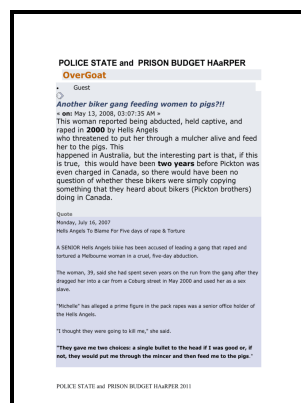 POLICE STATE and PRISON BUDGET HAaRPER
OverGoat
• Guest
Another biker gang feeding women to pigs?!!
« on: May 13, 2008, 03:07:35 AM »
This woman reported being abducted, held captive, and
raped in 2000 by Hells Angels
who threatened to put her through a mulcher alive and feed
her to the pigs. This
happened in Australia, but the interesting part is that, if this
is true, this would have been two years before Pickton was
even charged in Canada, so there would have been no
question of whether these bikers were simply copying
something that they heard about bikers (Pickton brothers)
doing in Canada.
Quote
Monday, July 16, 2007
Hells Angels To Blame For Five days of rape & Torture
A SENIOR Hells Angels bikie has been accused of leading a gang that raped and
tortured a Melbourne woman in a cruel, five-day abduction.
The woman, 39, said she had spent seven years on the run from the gang after they
dragged her into a car from a Coburg street in May 2000 and used her as a sex
slave.
"Michelle" has alleged a prime figure in the pack rapes was a senior office holder of
the Hells Angels.
"I thought they were going to kill me," she said.
"They gave me two choices: a single bullet to the head if I was good or, if
not, they would put me through the mincer and then feed me to the pigs."
POLICE STATE and PRISON BUDGET HAaRPER 2011